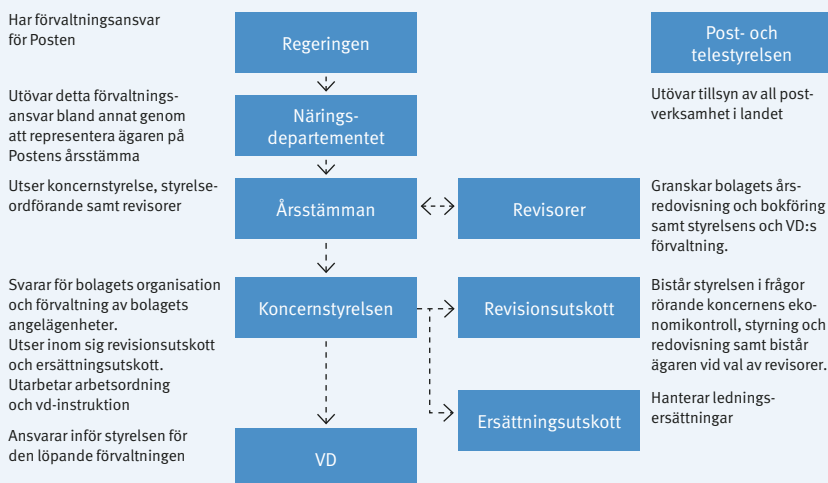 Har förvaltningsansvar
för Posten
Regeringen
Post- och
telestyrelsen
Utövar detta förvaltnings-
ansvar bland annat genom
att representera ägaren på
Postens årsstämma
Närings-
departementet
Utövar tillsyn av all post-
verksamhet i landet
Utser koncernstyrelse, styrelse-
ordförande samt revisorer
Årsstämman
Revisorer
Granskar bolagets års-
redovisning och bokföring
samt styrelsens och VD:s
förvaltning.
Svarar för bolagets organisation
och förvaltning av bolagets
angelägenheter.
Utser inom sig revisionsutskott
och ersättningsutskott.
Utarbetar arbetsordning
och vd-instruktion
Koncernstyrelsen
Revisionsutskott
Bistår styrelsen i frågor
rörande koncernens eko-
nomikontroll, styrning och
redovisning samt bistår
ägaren vid val av revisorer.
Ersättningsutskott
Hanterar lednings-
ersättningar
Ansvarar inför styrelsen för
den löpande förvaltningen
VD